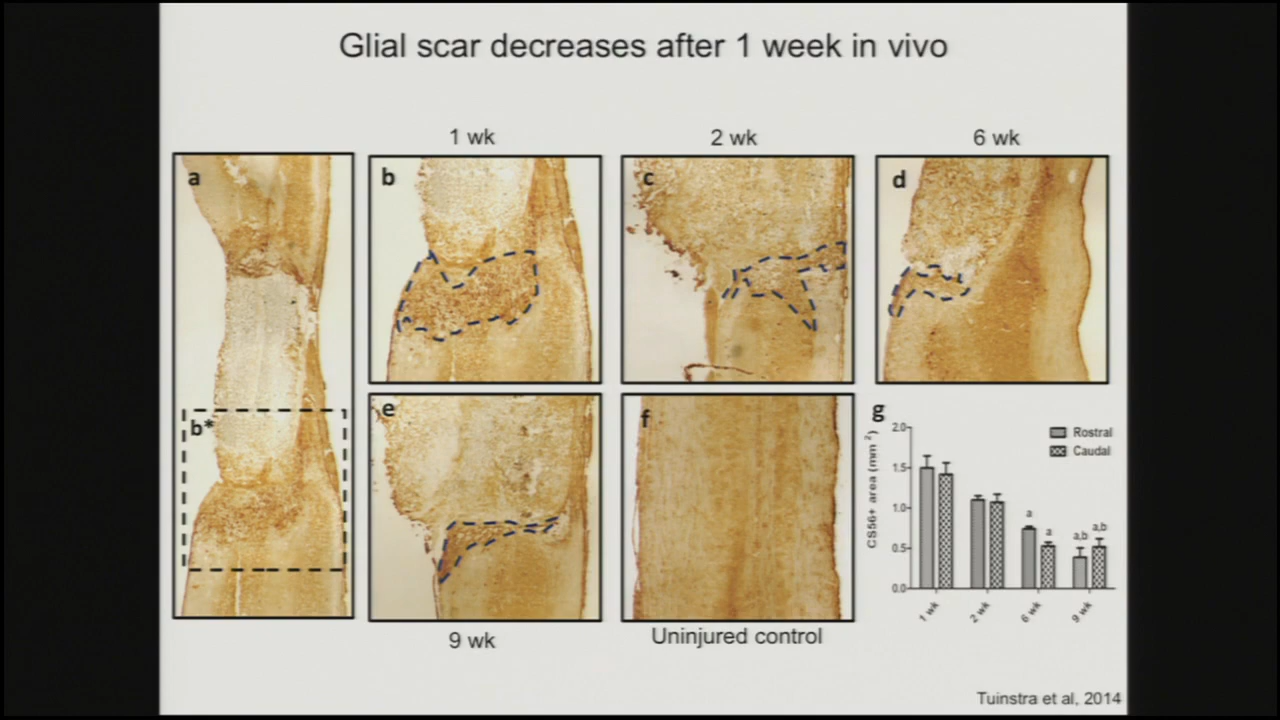 Glial scar decreases after 1 week in vivo
1 wk
2 wk
6 wk
a
b
c
d
b*
e
f
g
9 wk
Uninjured control
CS56+ area (mm 2)
2.0
1.5
1.0
0.5
0.0
Rostral
Caudal
a
a
a,b
a,b
1 wk
2 wk
6 wk
9 wk
Tuinstra et al, 2014